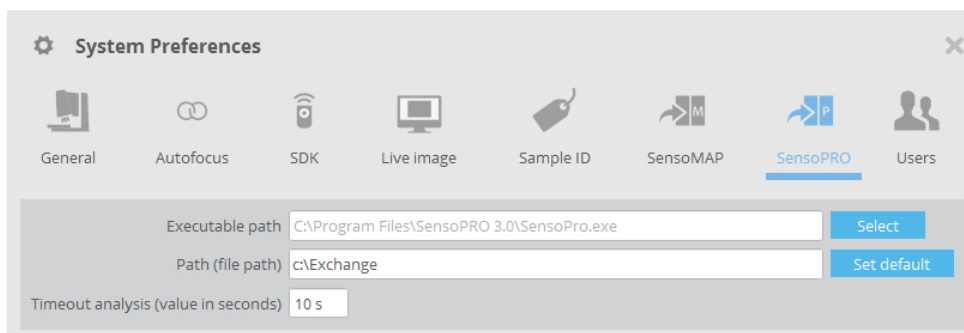 System Preferences
General Autofocus SDK Live image Sample ID SensoMAP SensoPRO Users
M P
Executable path C:\Program Files\SensoPRO 3.0\SensoPro.exe Select
Path (file path) c:\Exchange Set default
Timeout analysis (value in seconds) 10 s